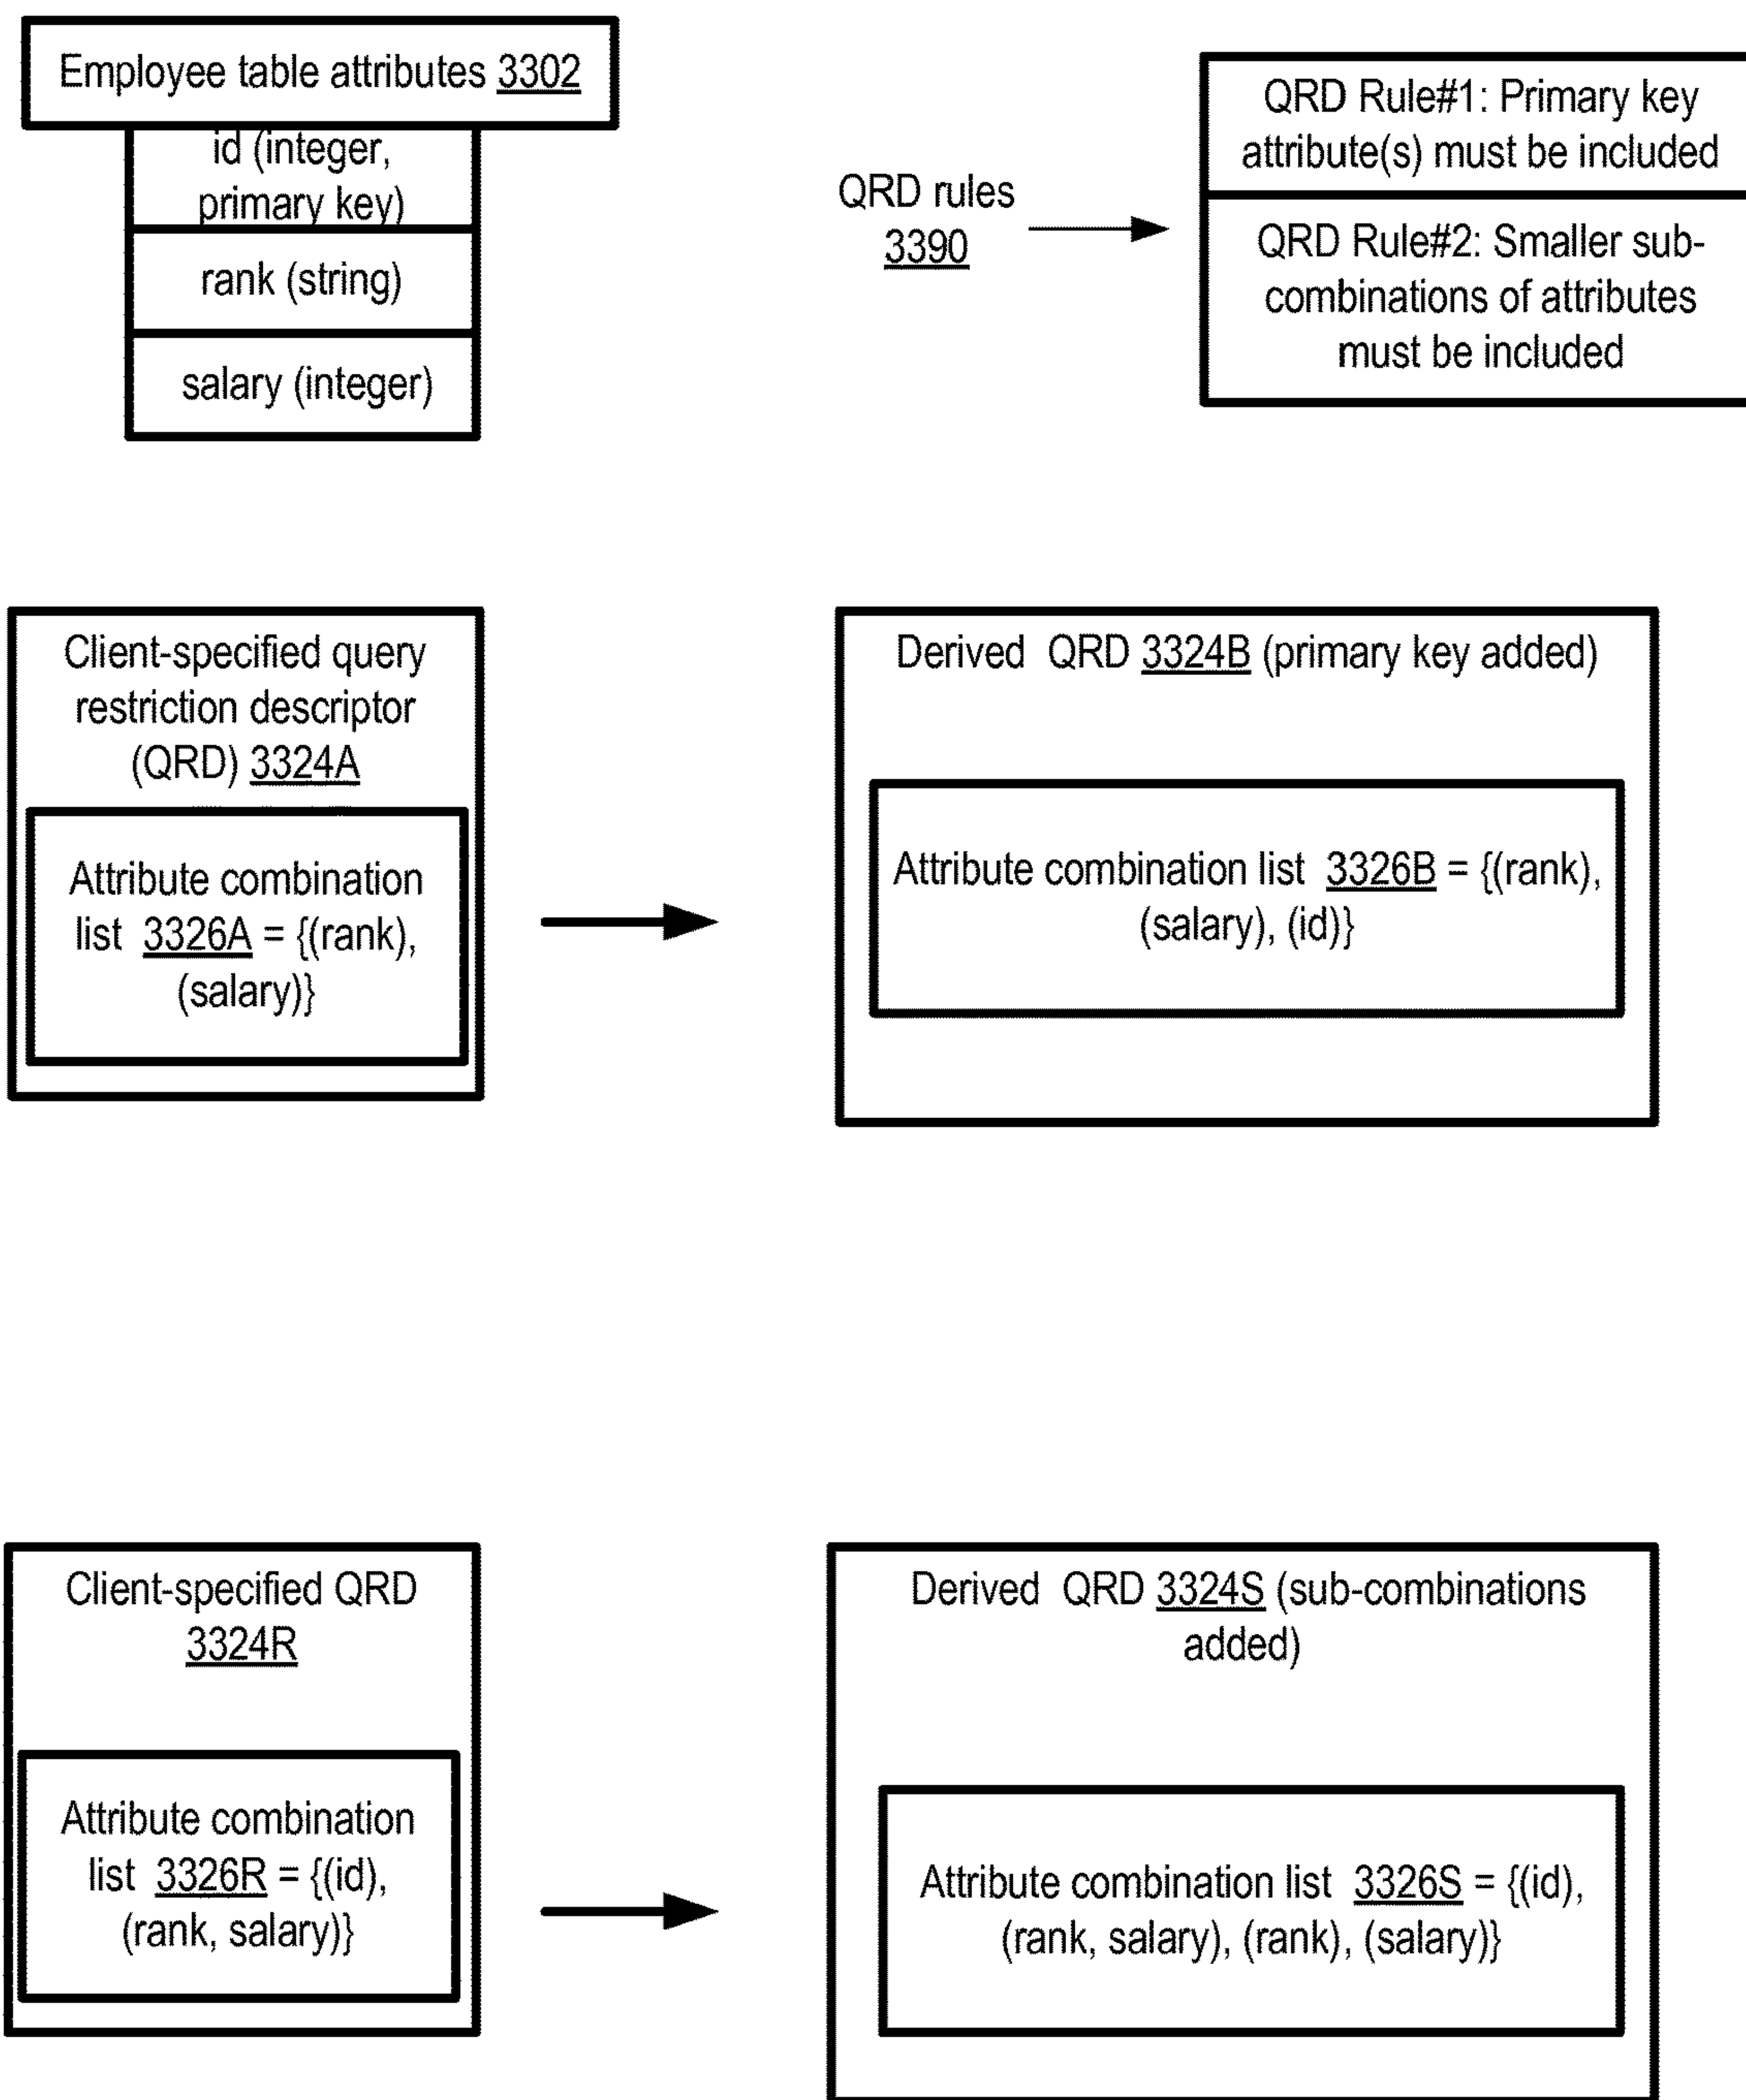 Employee table attributes 3302
id (integer,
primary key)
rank (string)
salary (integer)
QRD rules
3390
QRD Rule#1: Primary key
attribute(s) must be included
QRD Rule#2: Smaller sub-
combinations of attributes
must be included
Client-specified query
restriction descriptor
(QRD) 3324A
Attribute combination
list 3326A = {(rank),
(salary)}
Derived QRD 3324B (primary key added)
Attribute combination list 3326B = {(rank),
(salary), (id)}
Client-specified QRD
3324R
Attribute combination
list 3326R = {(id),
(rank, salary)}
Derived QRD 3324S (sub-combinations
added)
Attribute combination list 3326S = {(id),
(rank, salary), (rank), (salary)}